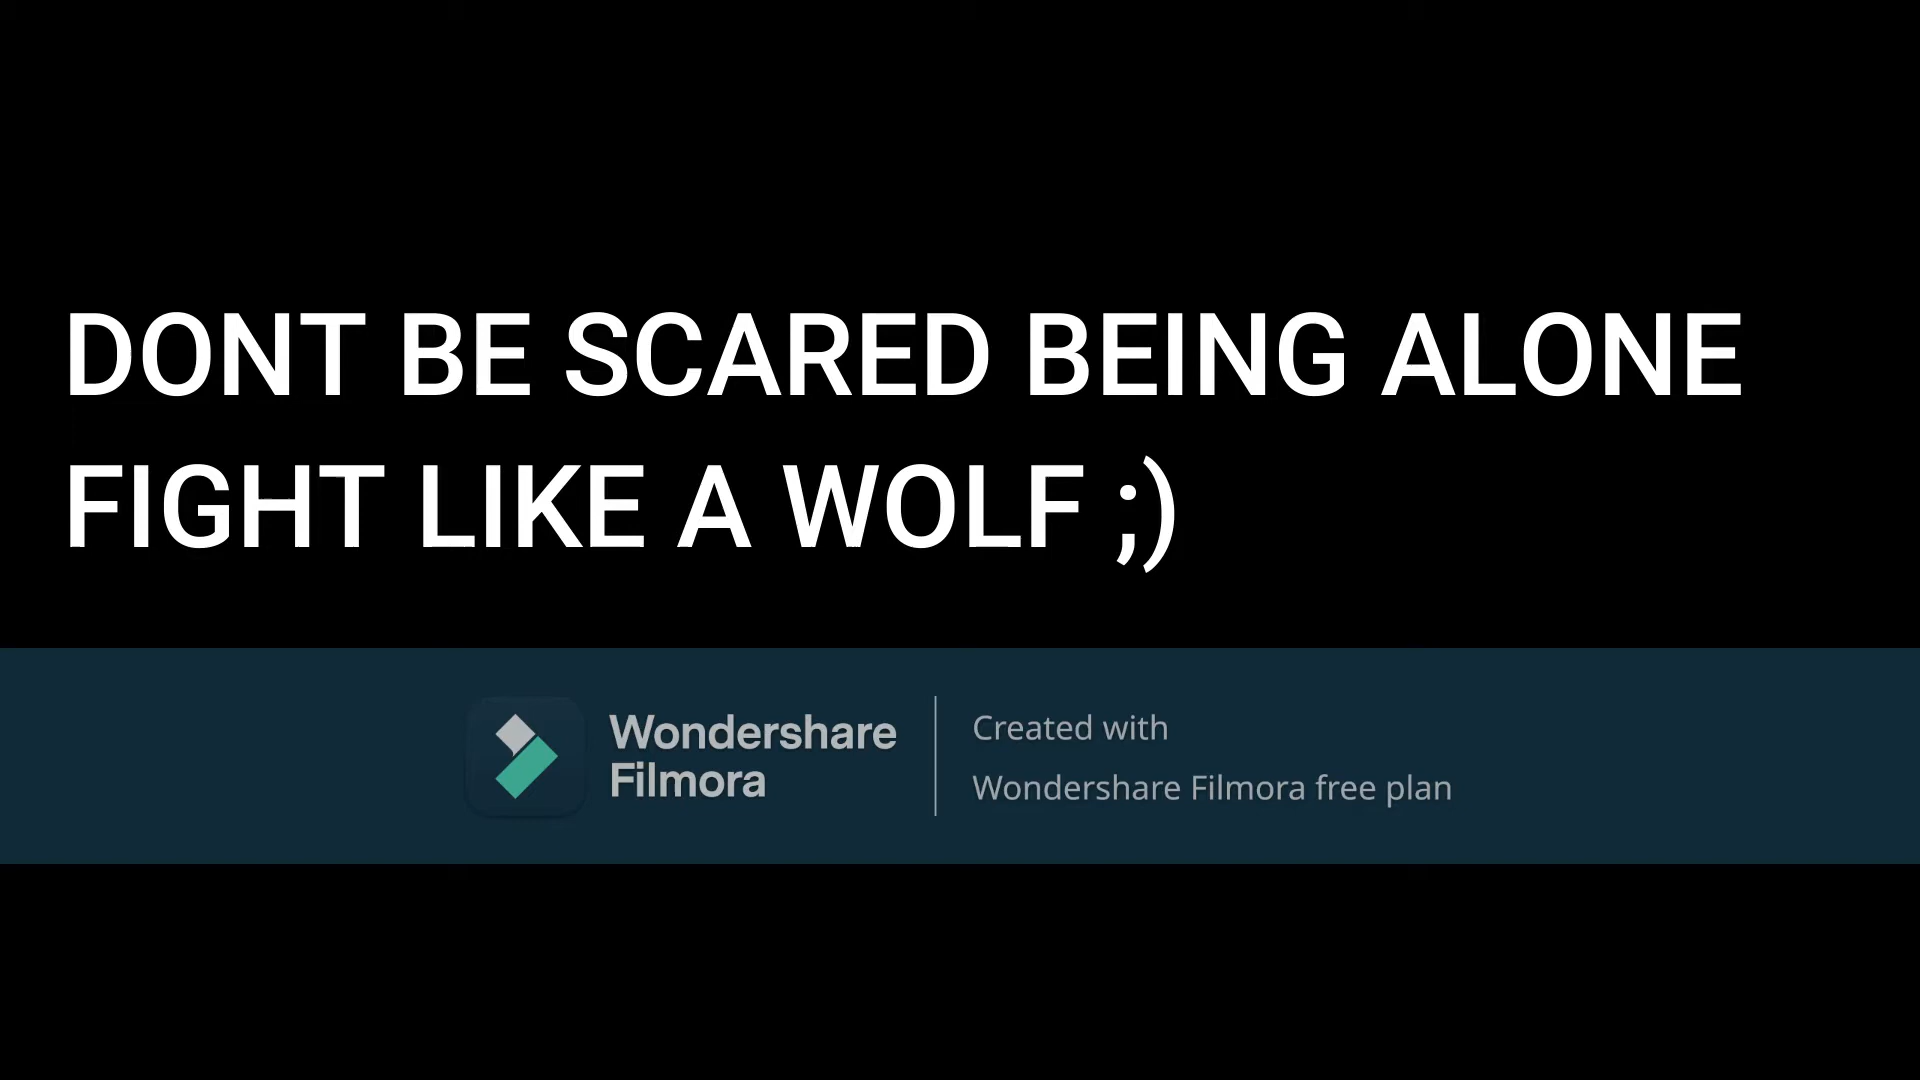 DONT BE SCARED BEING ALONE
FIGHT LIKE A WOLF ;)
Wondershare
Filmora
Created with
Wondershare Filmora free plan